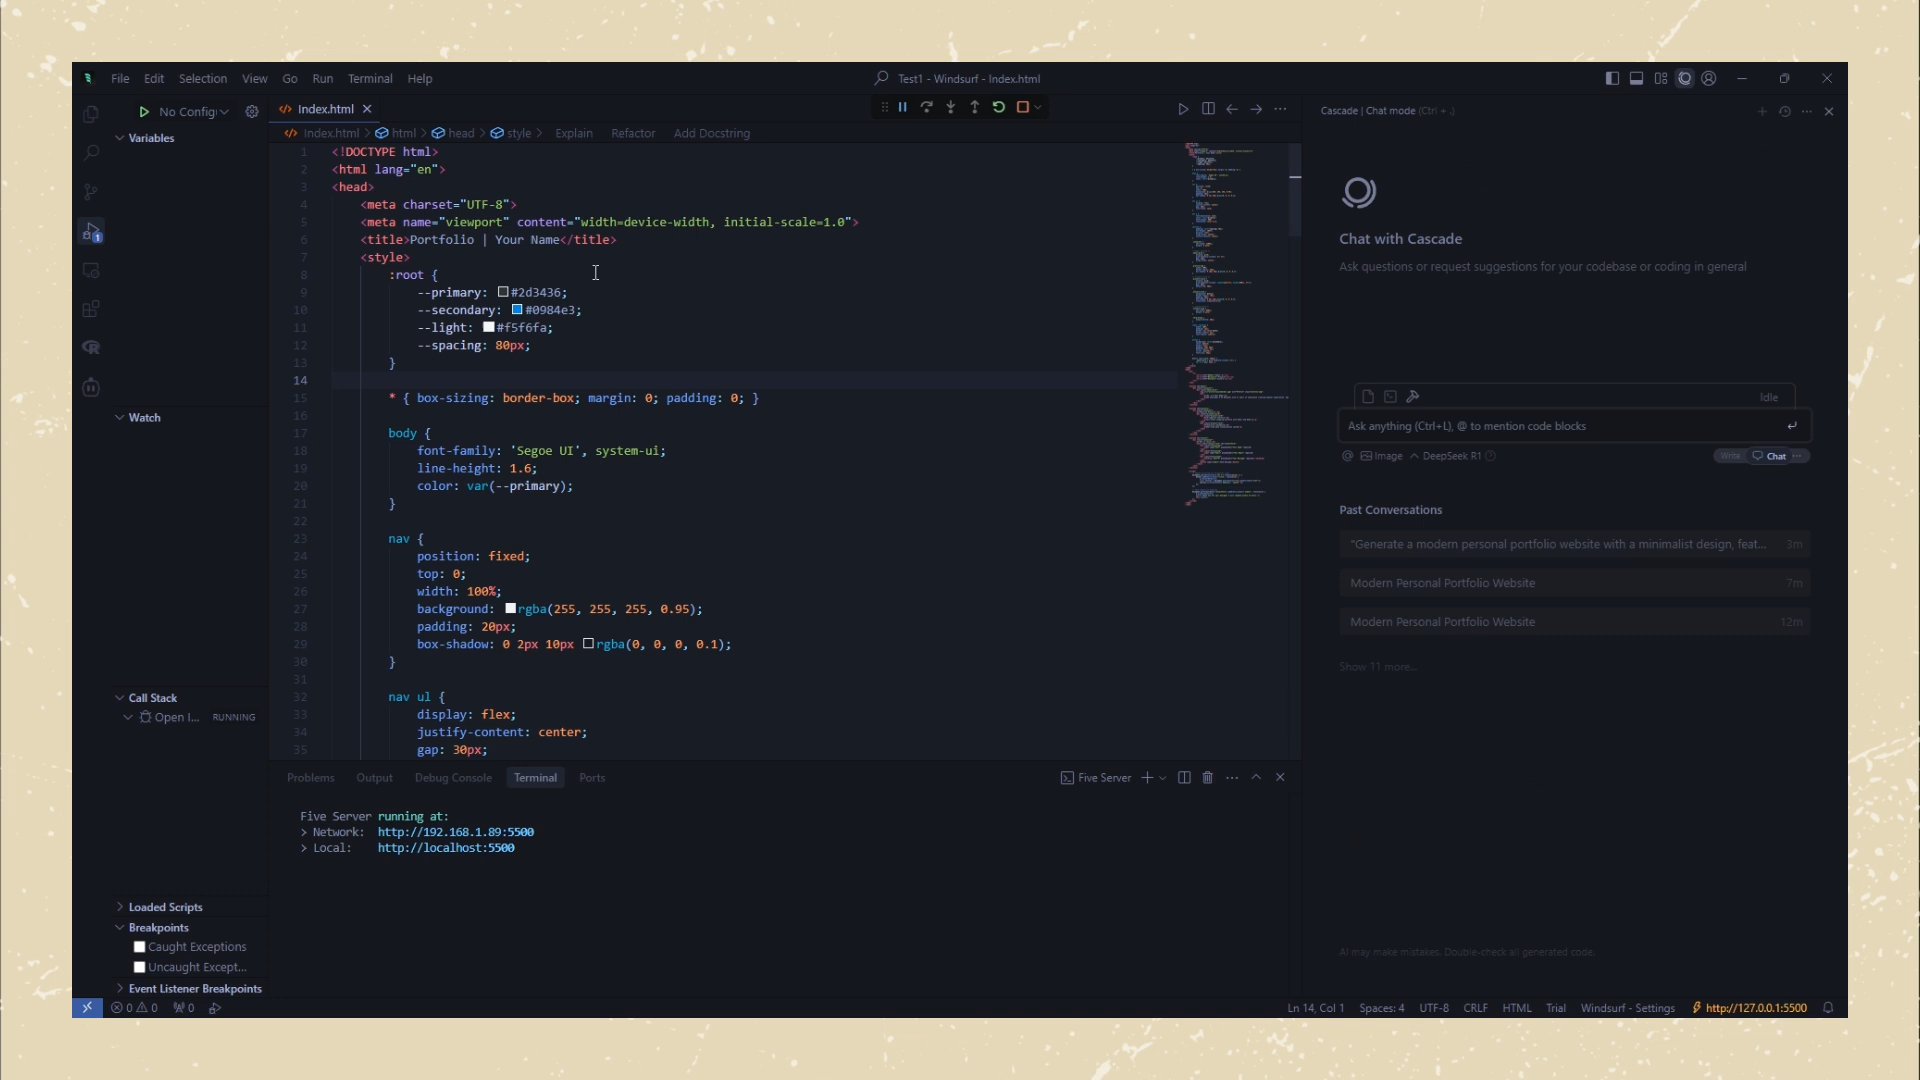 File Edit Selection View Go Run Terminal Help
Test1 - Windsurf - Index.html
No Config
Variables
Watch
Call Stack
Open I... RUNNING
Loaded Scripts
Breakpoints
Caught Exceptions
Uncaught Except...
Event Listener Breakpoints
Index.html
Index.html > html > head > style > Explain Refactor Add Docstring
1 <!DOCTYPE html>
2 <html lang="en">
3 <head>
4 <meta charset="UTF-8">
5 <meta name="viewport" content="width=device-width, initial-scale=1.0">
6 <title>Portfolio | Your Name</title>
7 <style>
8 :root {
9 --primary: #2d3436;
10 --secondary: #0984e3;
11 --light: #f5f6fa;
12 --spacing: 80px;
13 }
14
15 * { box-sizing: border-box; margin: 0; padding: 0; }
16
17 body {
18 font-family: 'Segoe UI', system-ui;
19 line-height: 1.6;
20 color: var(--primary);
21 }
22
23 nav {
24 position: fixed;
25 top: 0;
26 width: 100%;
27 background: rgba(255, 255, 255, 0.95);
28 padding: 20px;
29 box-shadow: 0 2px 10px rgba(0, 0, 0, 0.1);
30 }
31
32 nav ul {
33 display: flex;
34 justify-content: center;
35 gap: 30px;
Problems Output Debug Console Terminal Ports
Five Server
Five Server running at:
> Network: http://192.168.1.89:5500
> Local: http://localhost:5500
Cascade | Chat mode (Ctrl + .)
Chat with Cascade
Ask questions or request suggestions for your codebase or coding in general
Idle
Ask anything (Ctrl+L), @ to mention code blocks
Image DeepSeek R1
Write Chat
Past Conversations
"Generate a modern personal portfolio website with a minimalist design, feat... 3m
Modern Personal Portfolio Website 7m
Modern Personal Portfolio Website 12m
Show 11 more...
AI may make mistakes. Double-check all generated code.
0 0 0
Ln 14, Col 1 Spaces: 4 UTF-8 CRLF HTML Trial Windsurf - Settings http://127.0.0.1:5500